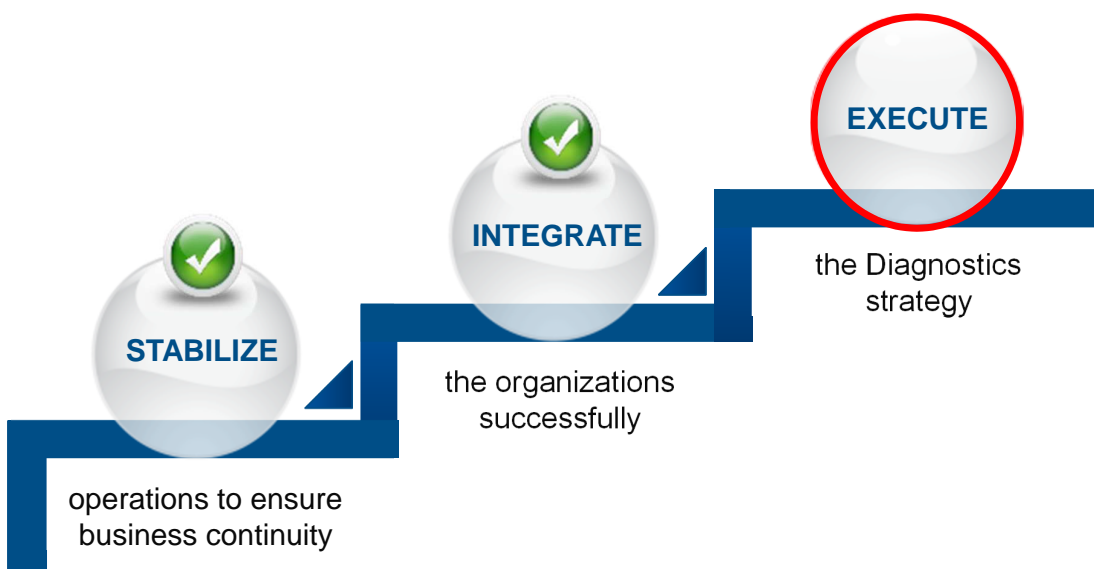 EXECUTE
the Diagnostics
strategy
INTEGRATE
the organizations
successfully
STABILIZE
operations to ensure
business continuity